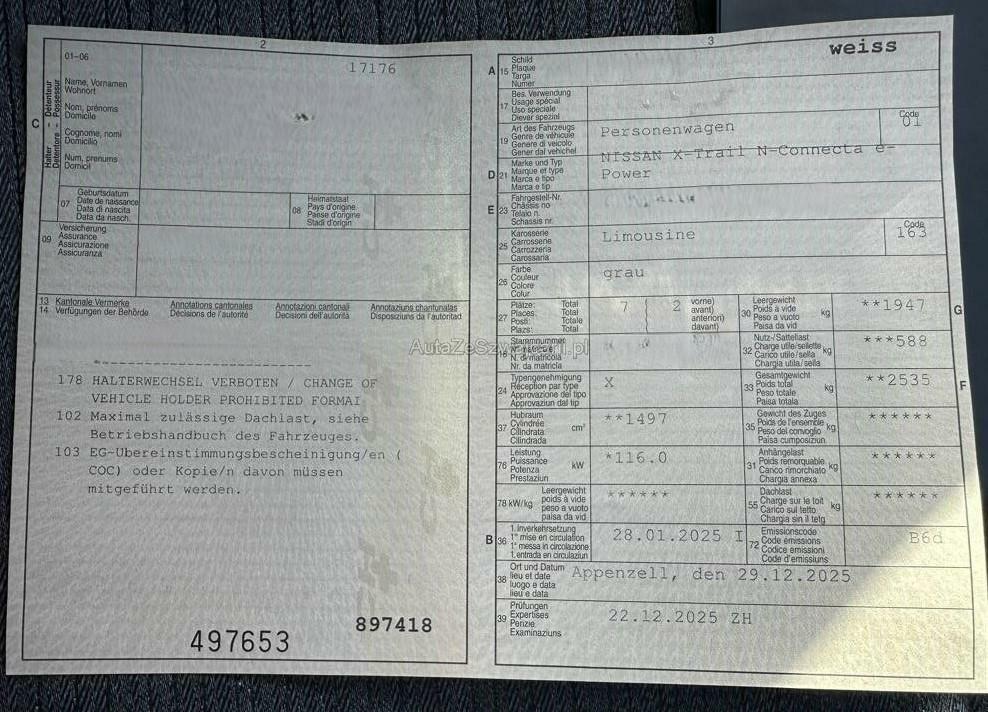 2
17176
01-06
C
Halter - Détenteur
Detentore - Possessur
Name, Vornamen
Wohnort
Nom, prénoms
Domicile
Cognome, nomi
Domicilio
Num, prenums
Domicil
07
Geburtsdatum
Date de naissance
Data di nascita
Data da nasch.
08
Heimatstaat
Pays d'origine
Paese d'origine
Stadi d'origin
09
Versicherung
Assurance
Assicurazione
Assicuranza
13
14
Kantonale Vermerke
Verfügungen der Behörde
Annotations cantonales
Décisions de l'autorité
Annotazioni cantonali
Decisioni dell'autorità
Annotaziuns chantunalas
Disposiziuns da l'autoritad
178 HALTERWECHSEL VERBOTEN / CHANGE OF
VEHICLE HOLDER PROHIBITED FORMAI
102 Maximal zulässige Dachlast, siehe
Betriebshandbuch des Fahrzeuges.
103 EG-Übereinstimmungsbescheinigung/en (
COC) oder Kopie/n davon müssen
mitgeführt werden.
497653
897418
3
weiss
A 15
Schild
Plaque
Targa
Numer
17
Bes. Verwendung
Usage spécial
Uso speciale
Diever spezial
19
Art des Fahrzeugs
Genre de véhicule
Genere di veicolo
Gener dal vehichel
Personenwagen
Code
01
D 21
Marke und Typ
Marque et type
Marca e tipo
Marca e tip
NISSAN X-Trail N-Connecta e-
Power
E 23
Fahrgestell-Nr.
Châssis no
Telaio n.
Schassis nr.
25
Karosserie
Carrosserie
Carrozzeria
Carossaria
Limousine
Code
163
26
Farbe
Couleur
Colore
Colur
grau
27
Plätze: Total
Places: Total
Posti: Totale
Plazs: Total
7
2
vorne)
avant)
anteriori)
davant)
30
Leergewicht
Poids à vide
Peso a vuoto
Paisa da vid
kg
**1947
G
18
Stammnummer
N. di matricola
Nr. da matricla
32
Nutz-/Sattellast
Charge utile/sellette
Carico utile/sella
Chargia utila/sella
kg
***588
24
Typengenehmigung
Réception par type
Approvazione del tipo
Approvaziun dal tip
X
33
Gesamtgewicht
Poids total
Peso totale
Paisa totala
kg
**2535
F
37
Hubraum
Cylindrée
Cilindrata
Cilindrada
cm³
**1497
35
Gewicht des Zuges
Poids de l'ensemble
Peso del convoglio
Paisa cumposiziun
kg
******
76
Leistung
Puissance
Potenza
Prestaziun
kW
*116.0
31
Anhängelast
Poids remorquable
Carico rimorchiato
Chargia annexa
kg
******
78 kW/kg
Leergewicht
poids à vide
peso a vuoto
paisa da vid
******
55
Dachlast
Charge sur le toit
Carico sul tetto
Chargia sin il tetg
kg
******
B 36
1. Inverkehrsetzung
1re mise en circulation
1a messa in circolazione
1. entrada en circulaziun
28.01.2025 I
72
Emissionscode
Code émissions
Codice emissioni
Code d'emissiuns
B6d
38
Ort und Datum
lieu et date
luogo e data
lieu e data
Appenzell, den 29.12.2025
39
Prüfungen
Expertises
Perizie
Examinaziuns
22.12.2025 ZH
AutaZeSzwajcarii.pl